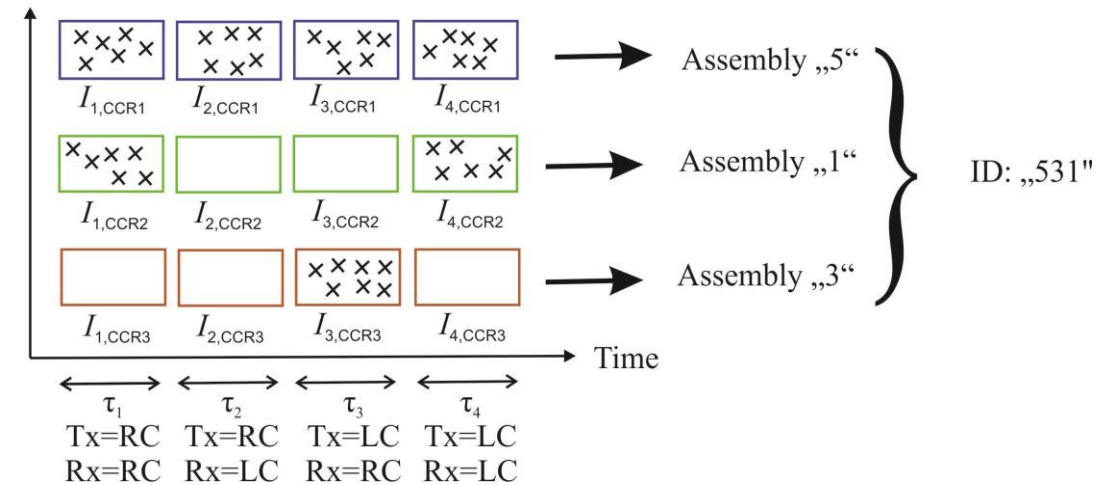 I1,CCR1 I2,CCR1 I3,CCR1 I4,CCR1
Assembly „5“
I1,CCR2 I2,CCR2 I3,CCR2 I4,CCR2
Assembly „1“
ID: „531"
I1,CCR3 I2,CCR3 I3,CCR3 I4,CCR3
Assembly „3“
Time
τ1 τ2 τ3 τ4
Tx=RC Tx=RC Tx=LC Tx=LC
Rx=RC Rx=LC Rx=RC Rx=LC